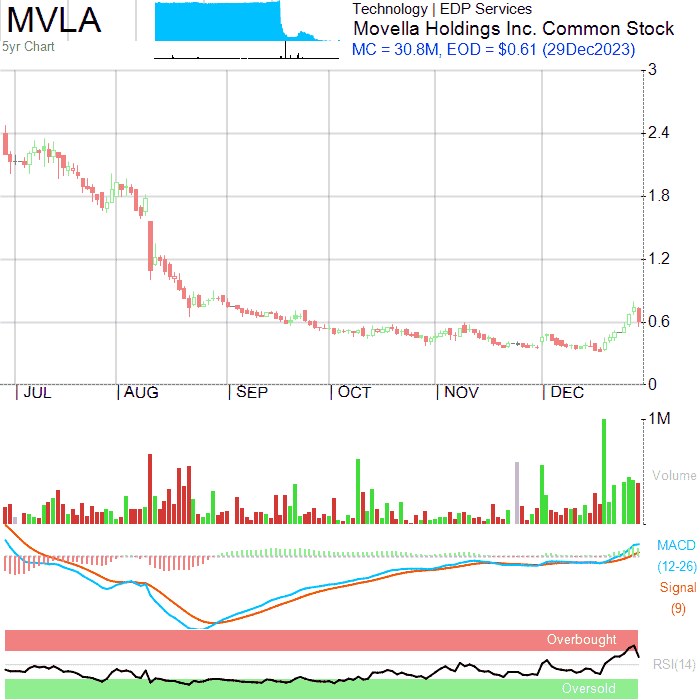 MVLA
5yr Chart
Technology | EDP Services
Movella Holdings Inc. Common Stock
MC = 30.8M, EOD = $0.61 (29Dec2023)
3
2.4
1.8
1.2
0.6
0
JUL AUG SEP OCT NOV DEC
1M
Volume
MACD
(12-26)
Signal
(9)
Overbought
RSI(14)
Oversold